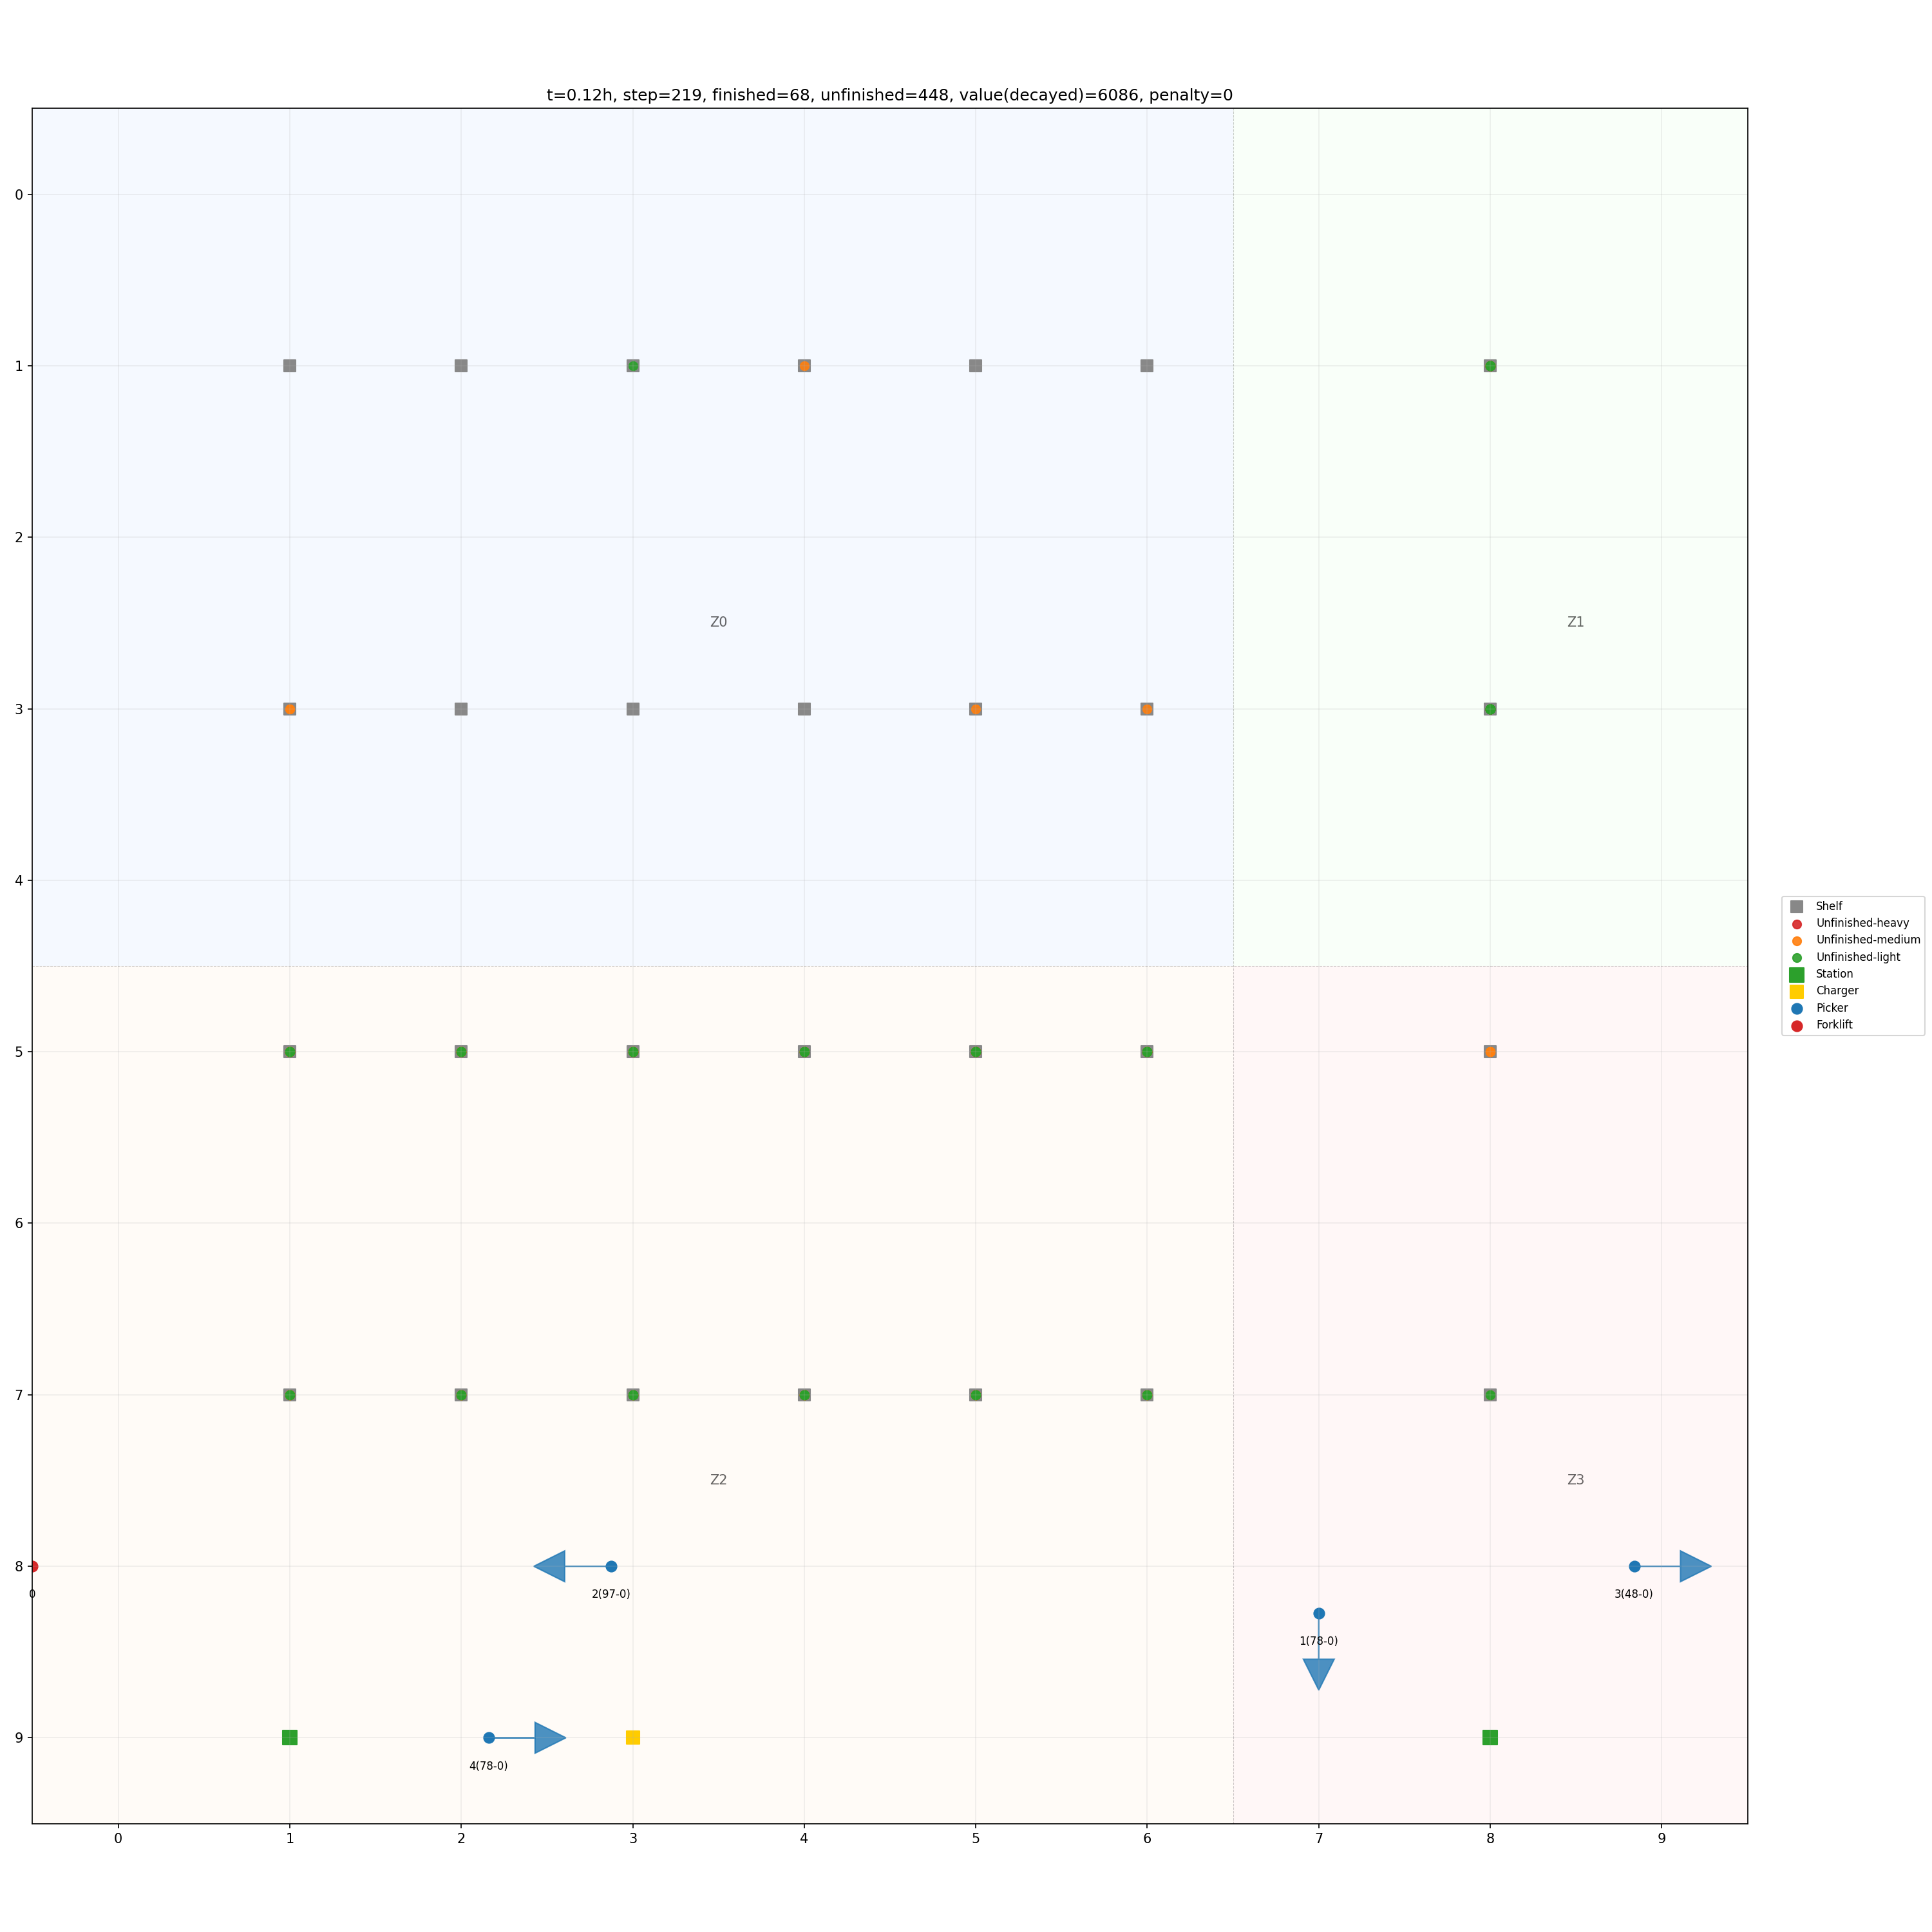 t=0.12h, step=219, finished=68, unfinished=448, value(decayed)=6086, penalty=0
0
1
2
Z0
Z1
3
4
Shelf
Unfinished-heavy
Unfinished-medium
Unfinished-light
Station
Charger
Picker
Forklift
5
6
7
Z2
Z3
8
0
2(97-0)
3(48-0)
1(78-0)
9
4(78-0)
0
1
2
3
4
5
6
7
8
9